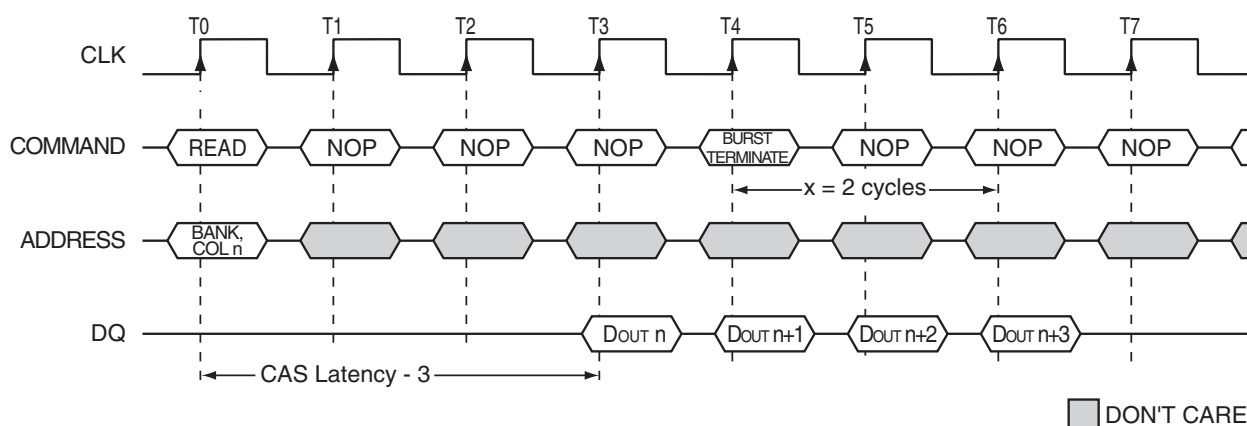 T0 T1 T2 T3 T4 T5 T6 T7
CLK
COMMAND READ NOP NOP NOP BURST TERMINATE NOP NOP NOP
x = 2 cycles
ADDRESS BANK, COL n
DQ DOUT n DOUT n+1 DOUT n+2 DOUT n+3
CAS Latency - 3
DON'T CARE